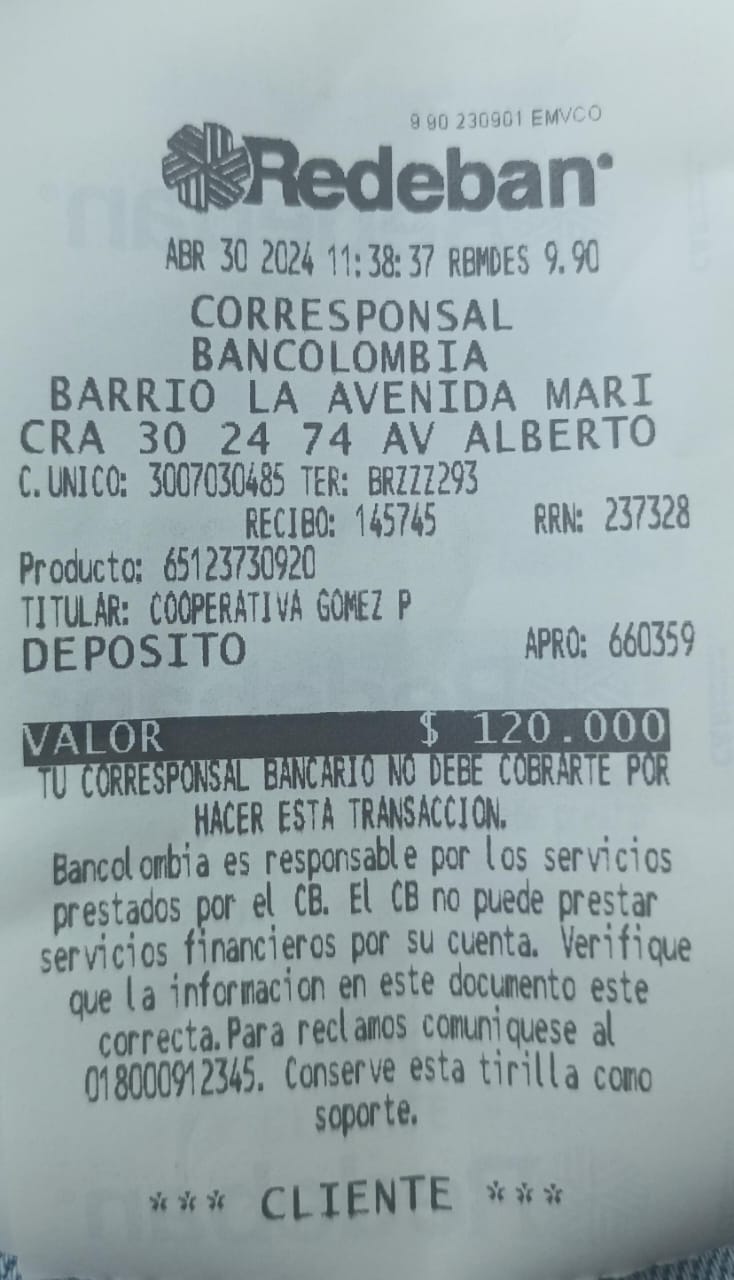 9 90 230901 EMVCO
Redeban
ABR 30 2024 11:38:37 RBMDES 9.90
CORRESPONSAL
BANCOLOMBIA
BARRIO LA AVENIDA MARI
CRA 30 24 74 AV ALBERTO
C.UNICO: 3007030485 TER: BRZZZ293
RECIBO: 145745 RRN: 237328
Producto: 65123730920
TITULAR: COOPERATIVA GOMEZ P
DEPOSITO APRO: 660359
VALOR $ 120.000
TU CORRESPONSAL BANCARIO NO DEBE COBRARTE POR
HACER ESTA TRANSACCION.
Bancolombia es responsable por los servicios
prestados por el CB. El CB no puede prestar
servicios financieros por su cuenta. Verifique
que la informacion en este documento este
correcta.Para reclamos comuniquese al
018000912345. Conserve esta tirilla como
soporte.
*** CLIENTE ***